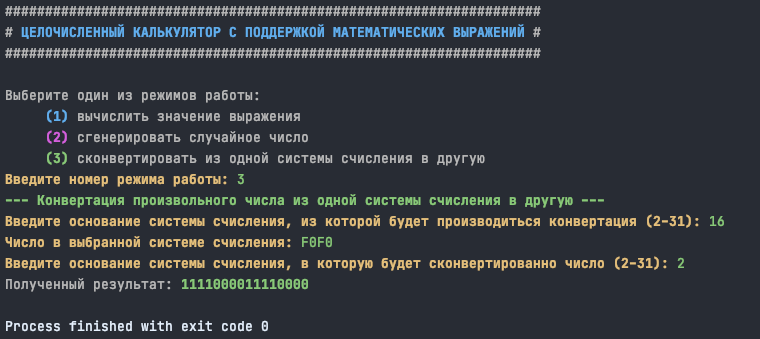 ###################################################################
# ЦЕЛОЧИСЛЕННЫЙ КАЛЬКУЛЯТОР С ПОДДЕРЖКОЙ МАТЕМАТИЧЕСКИХ ВЫРАЖЕНИЙ #
###################################################################
Выберите один из режимов работы:
(1) вычислить значение выражения
(2) сгенерировать случайное число
(3) сконвертировать из одной системы счисления в другую
Введите номер режима работы: 3
--- Конвертация произвольного числа из одной системы счисления в другую ---
Введите основание системы счисления, из которой будет производиться конвертация (2-31): 16
Число в выбранной системе счисления: F0F0
Введите основание системы счисления, в которую будет сконвертированно число (2-31): 2
Полученный результат: 1111000011110000
Process finished with exit code 0